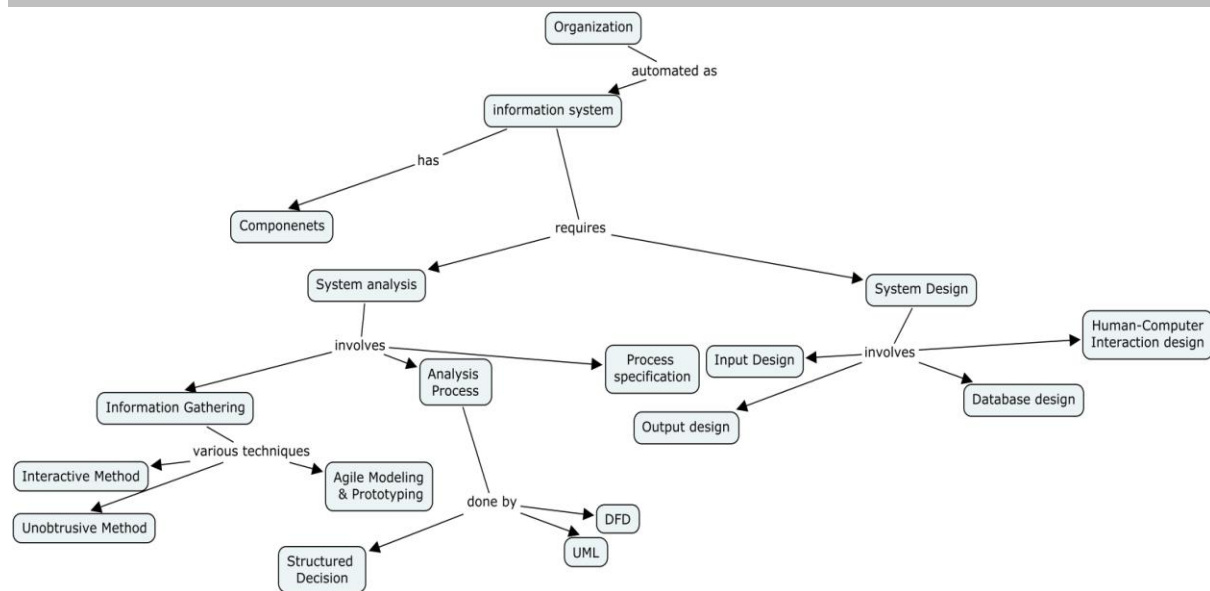 Organization
automated as
information system
has
Componenets
requires
System analysis
System Design
involves
Human-Computer
Interaction design
Input Design
involves
Process
specification
Analysis
Process
Information Gathering
Database design
Output design
various techniques
Interactive Method
Agile Modeling
& Prototyping
Unobtrusive Method
done by
DFD
UML
Structured
Decision